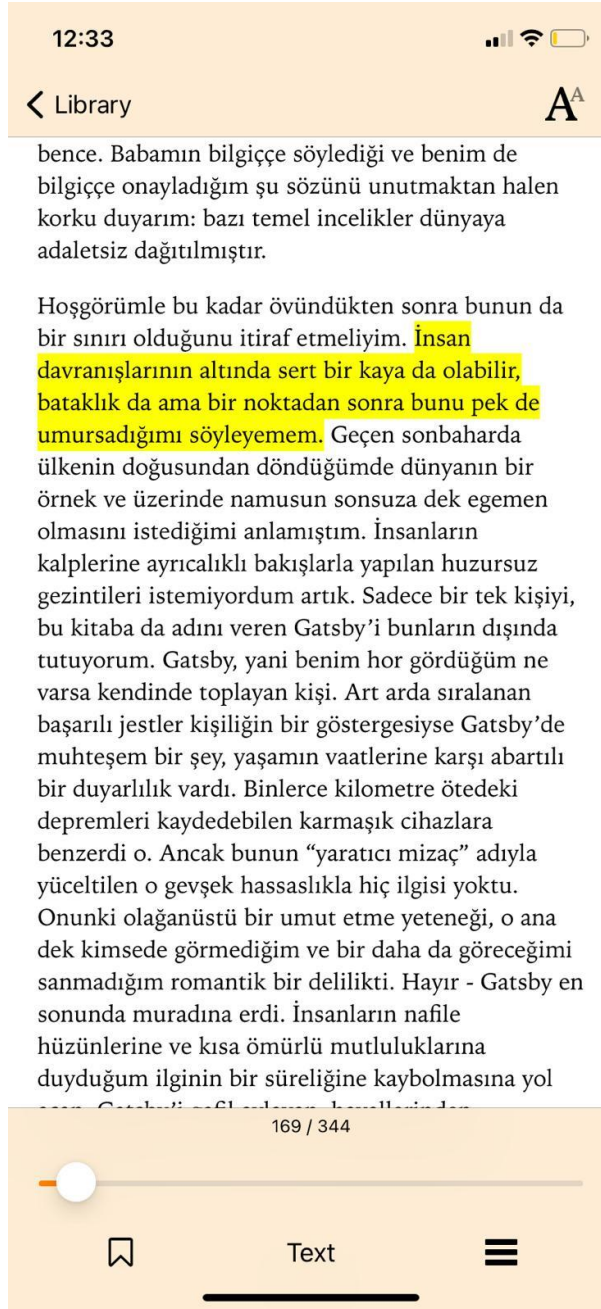 12:33
Library
AA
bence. Babamın bilgiççe söylediği ve benim de
bilgiççe onayladığım şu sözünü unutmaktan halen
korku duyarım: bazı temel incelikler dünyaya
adaletsiz dağıtılmıştır.
Hoşgörümle bu kadar övündükten sonra bunun da
bir sınırı olduğunu itiraf etmeliyim. İnsan
davranışlarının altında sert bir kaya da olabilir,
bataklık da ama bir noktadan sonra bunu pek de
umursadığımı söyleyemem. Geçen sonbaharda
ülkenin doğusundan döndüğümde dünyanın bir
örnek ve üzerinde namusun sonsuza dek egemen
olmasını istediğimi anlamıştım. İnsanların
kalplerine ayrıcalıklı bakışlarla yapılan huzursuz
gezintileri istemiyordum artık. Sadece bir tek kişiyi,
bu kitaba da adını veren Gatsby’i bunların dışında
tutuyorum. Gatsby, yani benim hor gördüğüm ne
varsa kendinde toplayan kişi. Art arda sıralanan
başarılı jestler kişiliğin bir göstergesiyse Gatsby’de
muhteşem bir şey, yaşamın vaatlerine karşı abartılı
bir duyarlılık vardı. Binlerce kilometre ötedeki
depremleri kaydedebilen karmaşık cihazlara
benzerdi o. Ancak bunun “yaratıcı mizaç” adıyla
yüceltilen o gevşek hassaslıkla hiç ilgisi yoktu.
Onunki olağanüstü bir umut etme yeteneği, o ana
dek kimsede görmediğim ve bir daha da göreceğimi
sanmadığım romantik bir delilikti. Hayır - Gatsby en
sonunda muradına erdi. İnsanların nafile
hüzünlerine ve kısa ömürlü mutluluklarına
duyduğum ilginin bir süreliğine kaybolmasına yol
169 / 344
Text